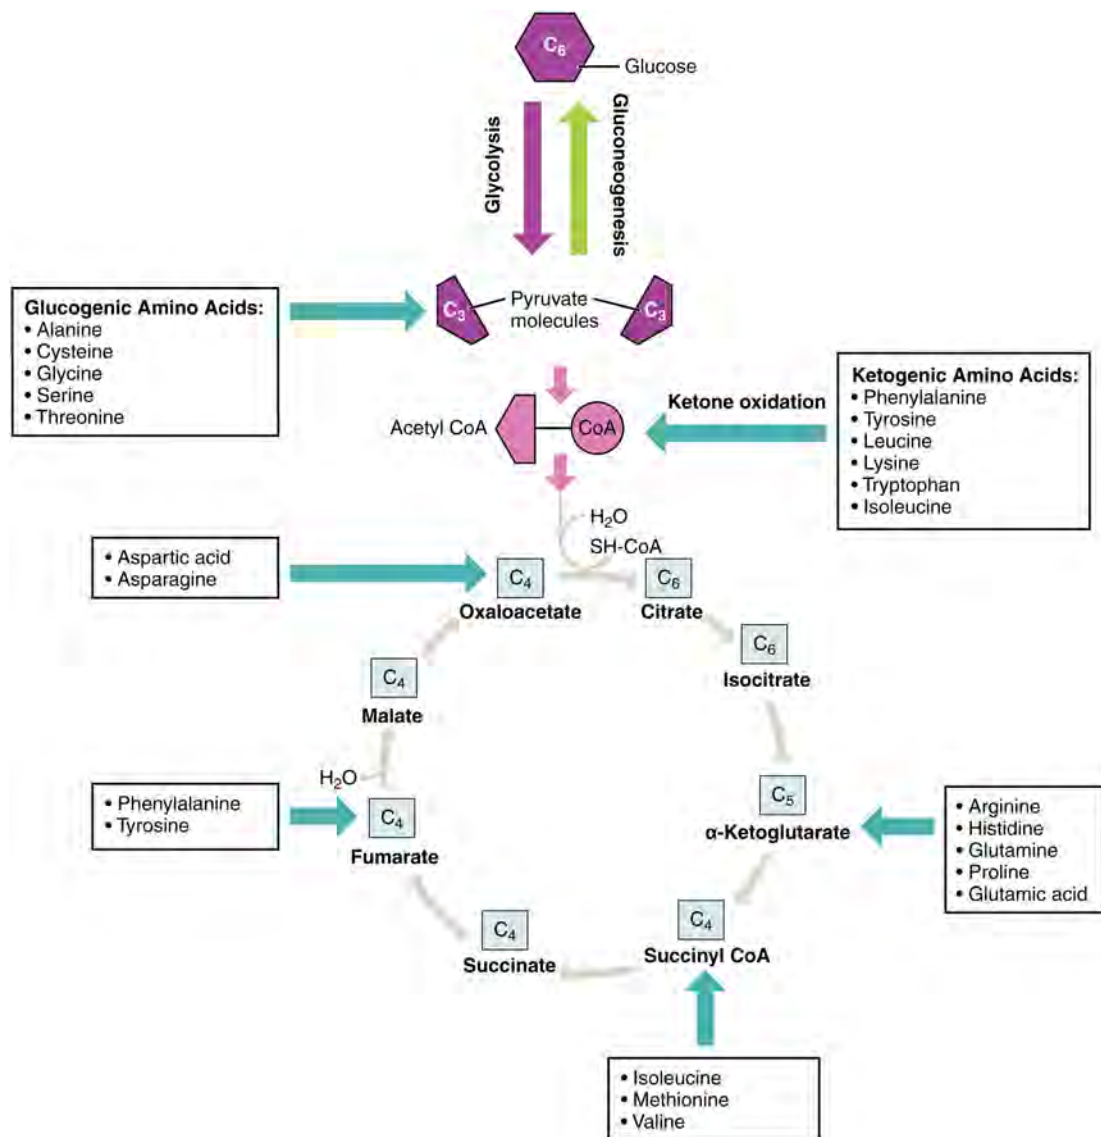 C6
Glucose
Glycolysis
Gluconeogenesis
Glucogenic Amino Acids:
• Alanine
• Cysteine
• Glycine
• Serine
• Threonine
C3
Pyruvate
molecules
C3
Ketogenic Amino Acids:
• Phenylalanine
• Tyrosine
• Leucine
• Lysine
• Tryptophan
• Isoleucine
Ketone oxidation
Acetyl CoA
CoA
H2O
SH-CoA
• Aspartic acid
• Asparagine
C4
Oxaloacetate
C6
Citrate
C6
Isocitrate
C4
Malate
H2O
• Phenylalanine
• Tyrosine
C4
Fumarate
C5
α-Ketoglutarate
• Arginine
• Histidine
• Glutamine
• Proline
• Glutamic acid
C4
Succinate
C4
Succinyl CoA
• Isoleucine
• Methionine
• Valine